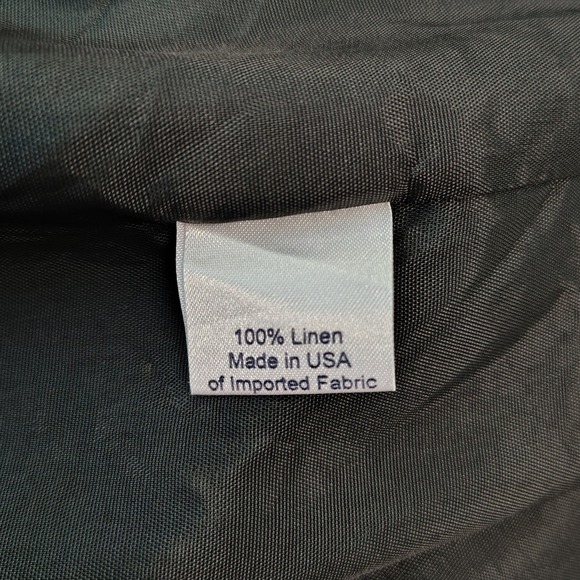 100% Linen
Made in USA
of Imported Fabric